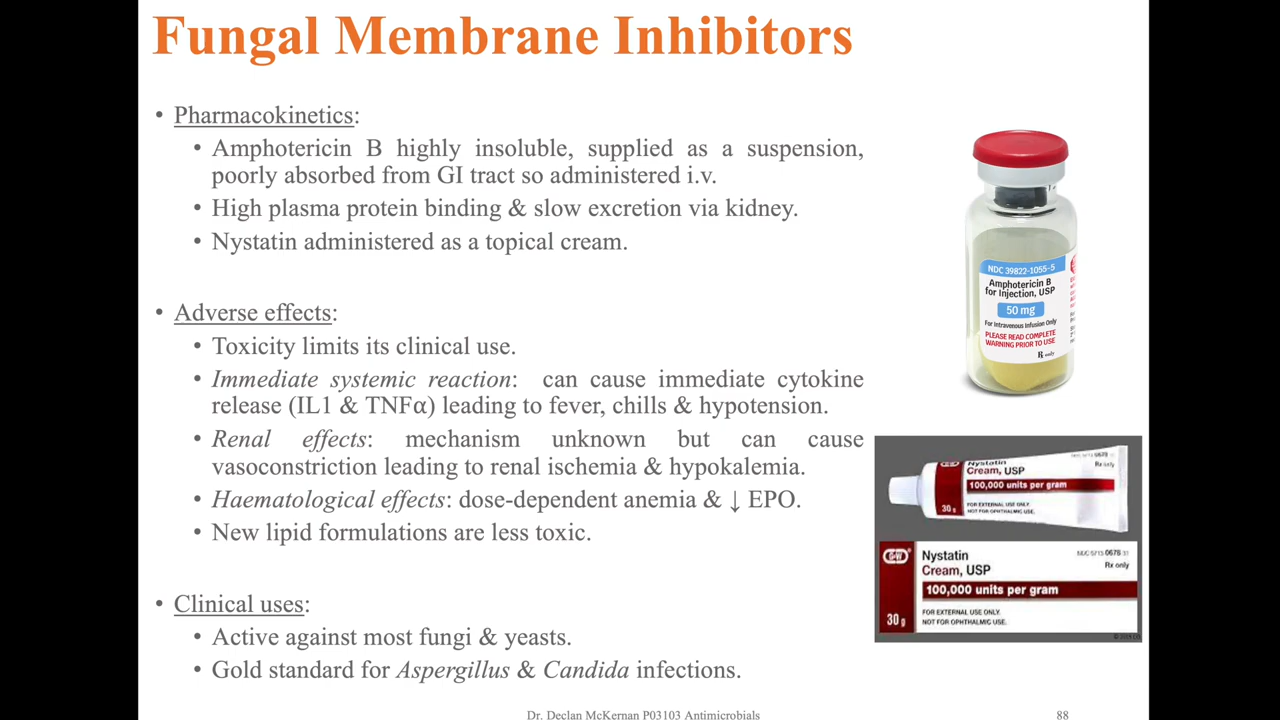 Fungal Membrane Inhibitors
• Pharmacokinetics:
• Amphotericin B highly insoluble, supplied as a suspension,
poorly absorbed from GI tract so administered i.v.
• High plasma protein binding & slow excretion via kidney.
• Nystatin administered as a topical cream.
• Adverse effects:
• Toxicity limits its clinical use.
• Immediate systemic reaction: can cause immediate cytokine
release (IL1 & TNFα) leading to fever, chills & hypotension.
• Renal effects: mechanism unknown but can cause
vasoconstriction leading to renal ischemia & hypokalemia.
• Haematological effects: dose-dependent anemia & ↓ EPO.
• New lipid formulations are less toxic.
• Clinical uses:
• Active against most fungi & yeasts.
• Gold standard for Aspergillus & Candida infections.
NDC 39822-1055-5
Amphotericin B
for Injection, USP
50 mg
For Intravenous Infusion Only
PLEASE READ COMPLETE
WARNING PRIOR TO USE
Rx only
Nystatin
Cream, USP
Rx only
100,000 units per gram
FOR EXTERNAL USE ONLY.
NOT FOR OPHTHALMIC USE.
30 g
G&W
Nystatin
Cream, USP
Rx only
100,000 units per gram
FOR EXTERNAL USE ONLY.
NOT FOR OPHTHALMIC USE.
30 g
Dr. Declan McKernan P03103 Antimicrobials
88